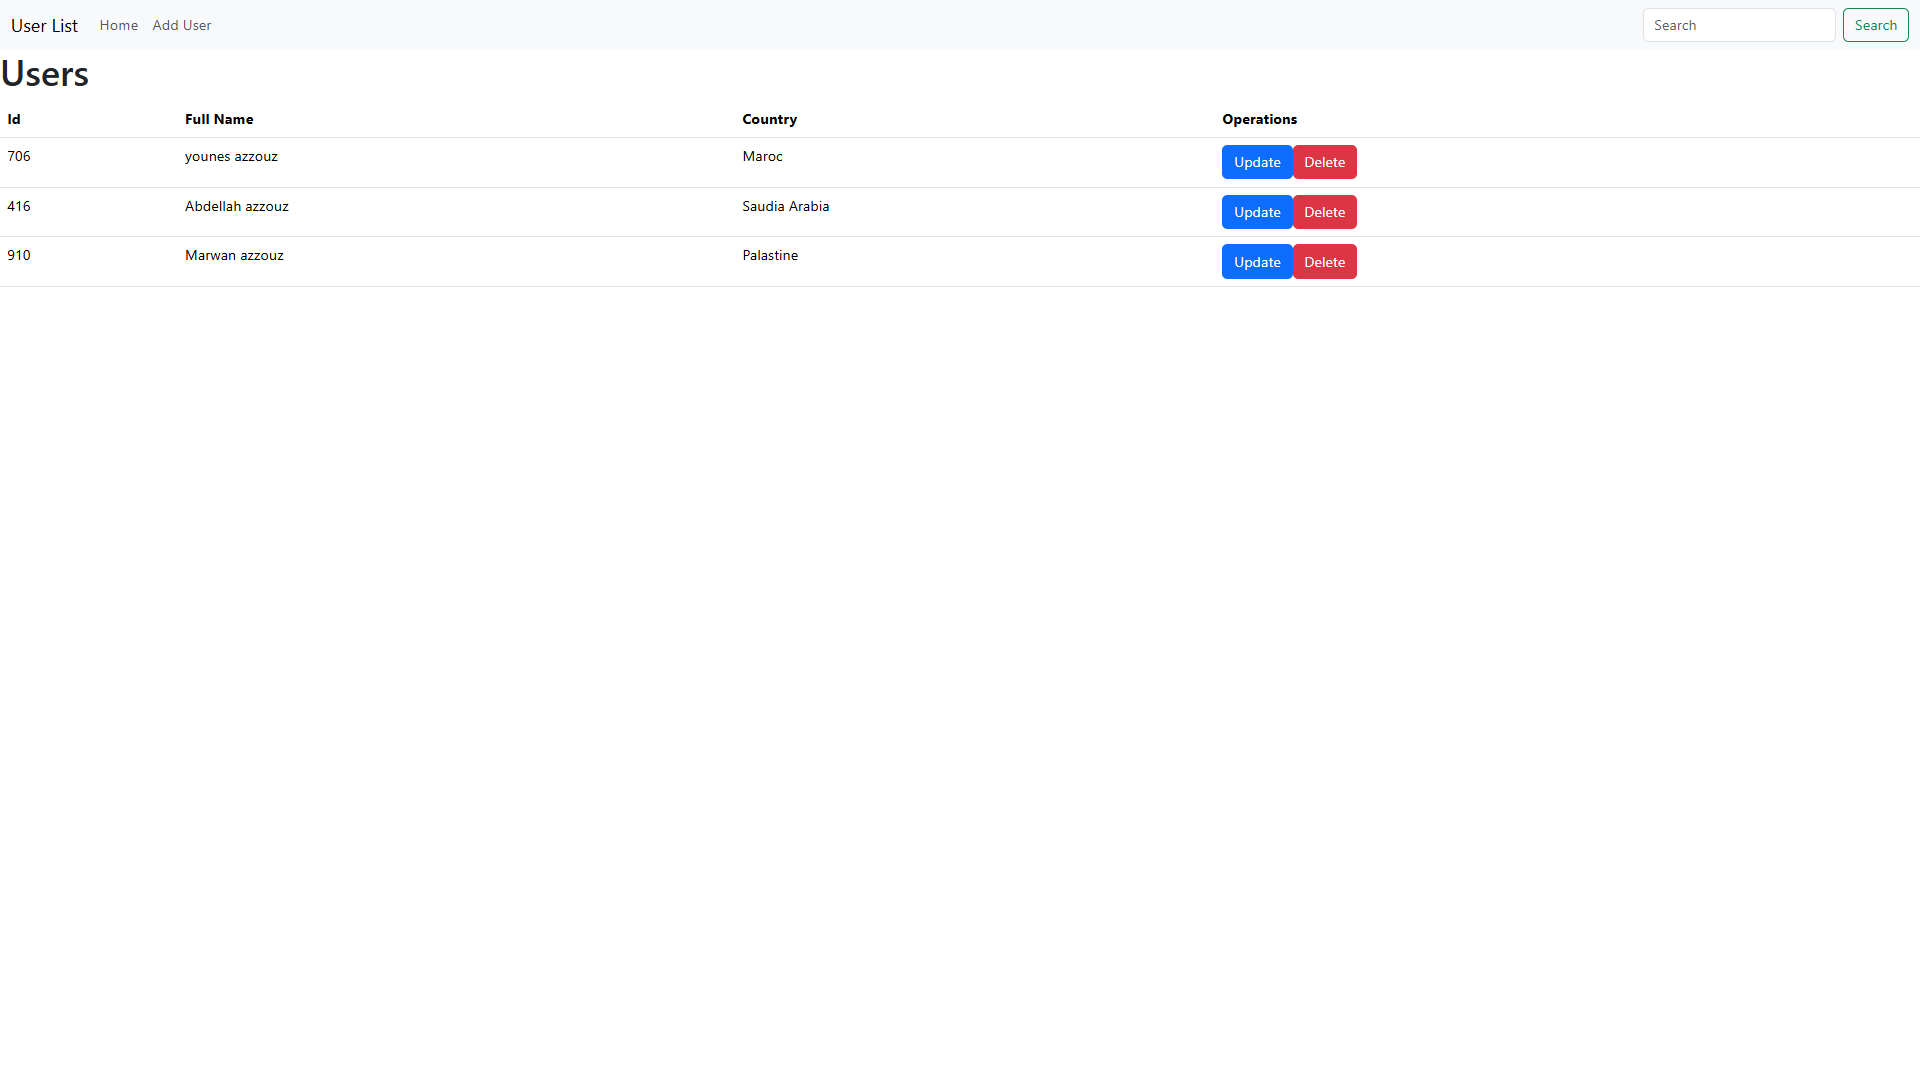 User List Home Add User Search Search
Users
Id Full Name Country Operations
706 younes azzouz Maroc Update Delete
416 Abdellah azzouz Saudia Arabia Update Delete
910 Marwan azzouz Palastine Update Delete